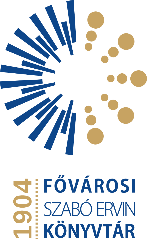 1904
FŐVÁROSI
SZABÓ ERVIN
KÖNYVTÁR